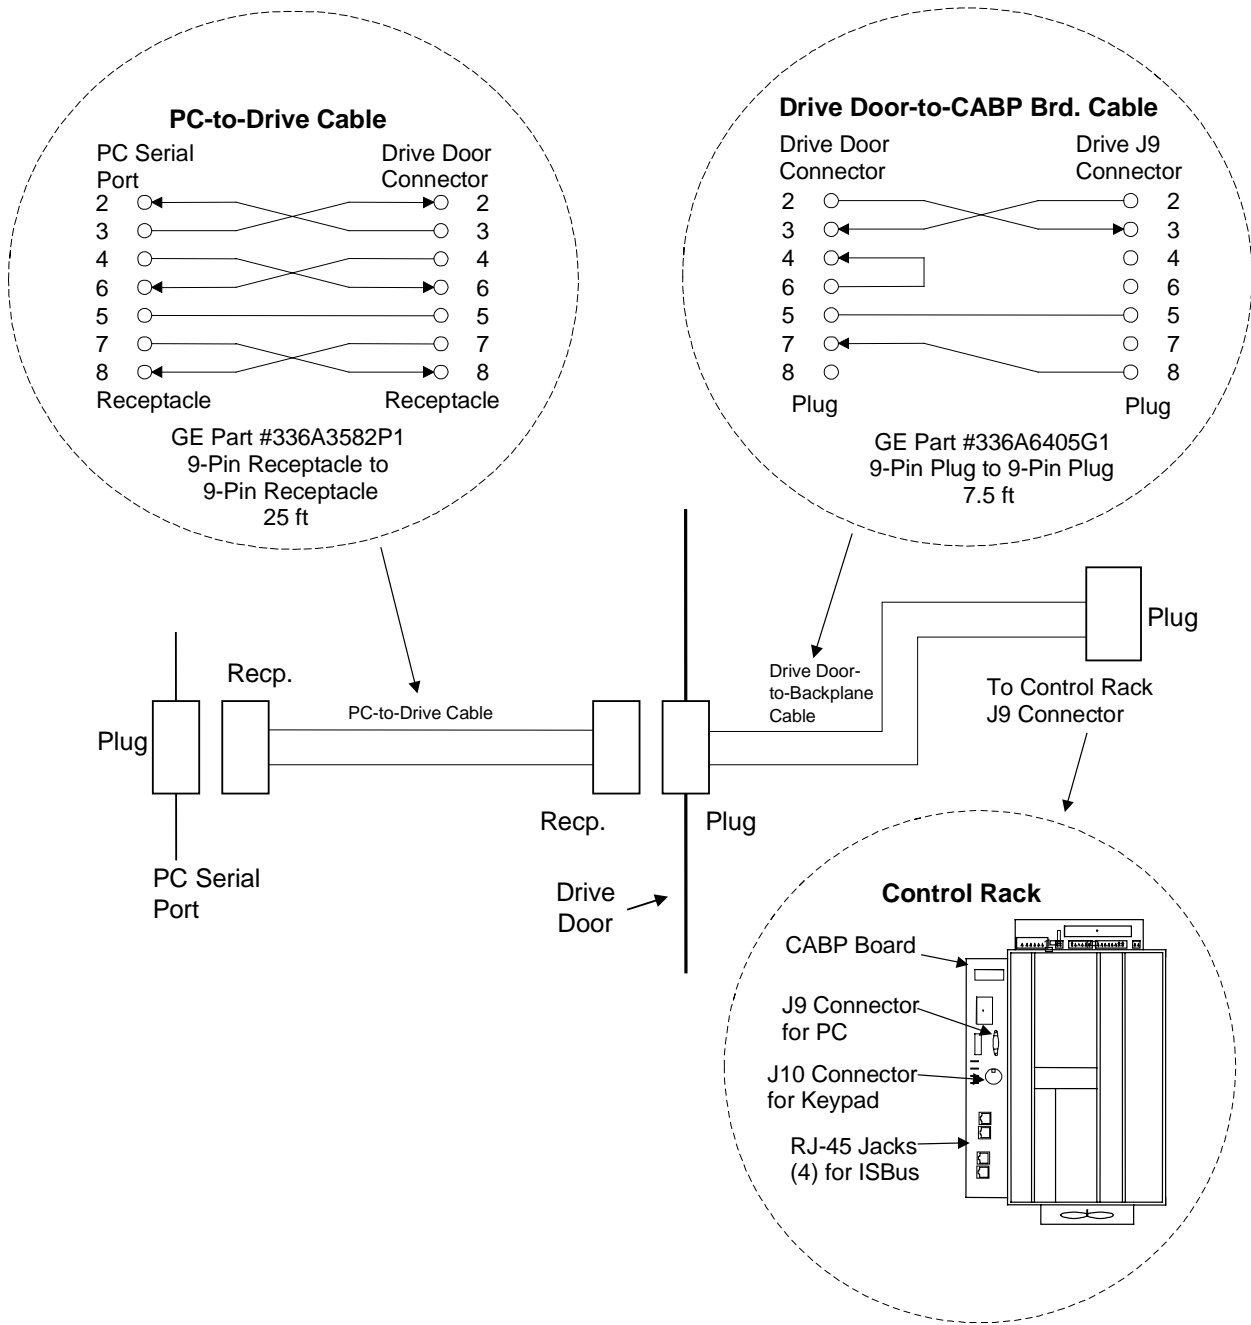 PC-to-Drive Cable
PC Serial
Port
Drive Door
Connector
2 2
3 3
4 4
6 6
5 5
7 7
8 8
Receptacle Receptacle
GE Part #336A3582P1
9-Pin Receptacle to
9-Pin Receptacle
25 ft
Drive Door-to-CABP Brd. Cable
Drive Door
Connector
Drive J9
Connector
2 2
3 3
4 4
6 6
5 5
7 7
8 8
Plug Plug
GE Part #336A6405G1
9-Pin Plug to 9-Pin Plug
7.5 ft
Plug
Recp.
PC-to-Drive Cable
Drive Door-
to-Backplane
Cable
To Control Rack
J9 Connector
Plug
Recp.
Plug
PC Serial
Port
Drive
Door
Control Rack
CABP Board
J9 Connector
for PC
J10 Connector
for Keypad
RJ-45 Jacks
(4) for ISBus